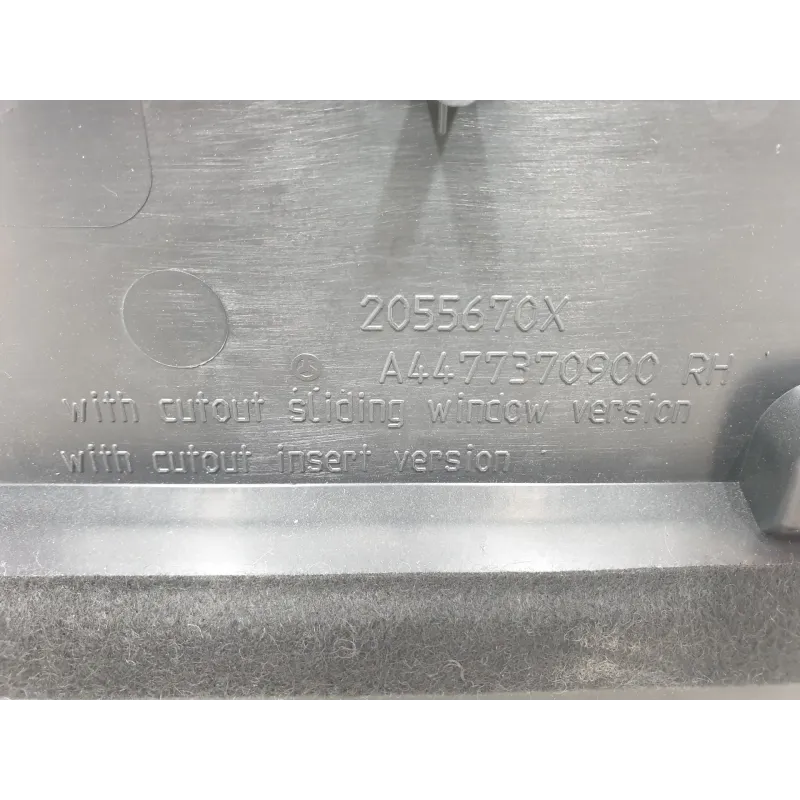 2055670X
A4477370900 RH
with cutout sliding window version
with cutout insert version